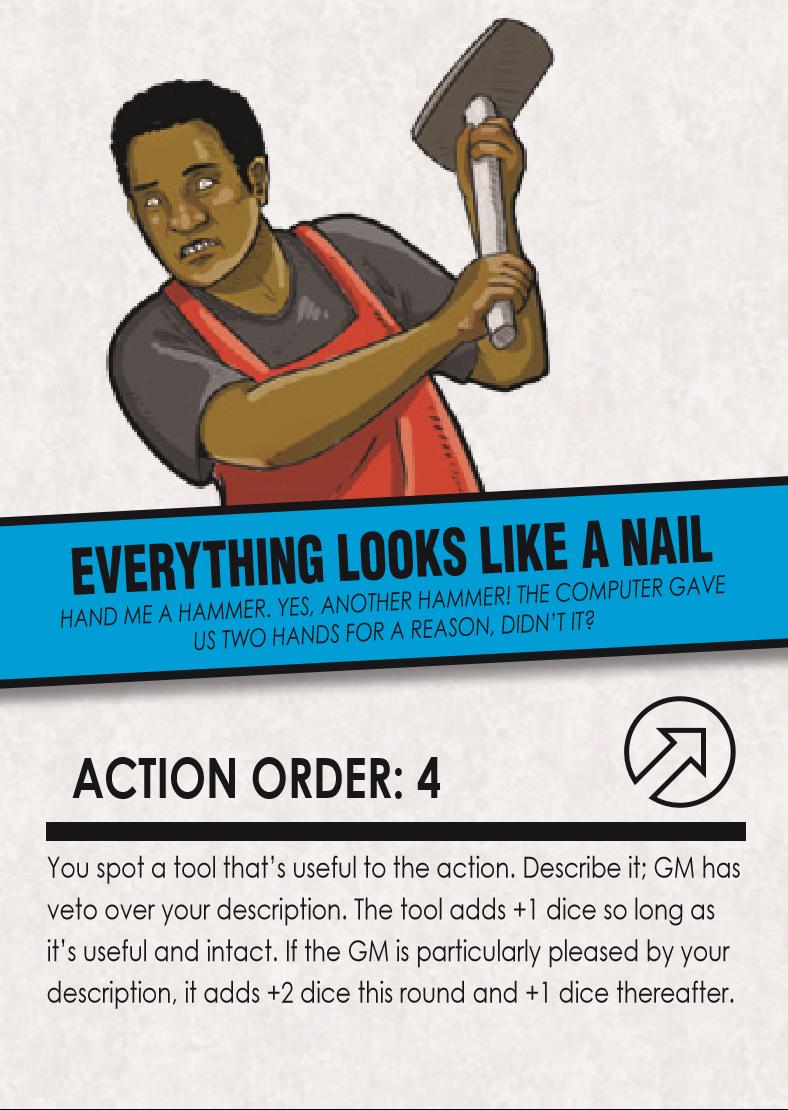 EVERYTHING LOOKS LIKE A NAIL
HAND ME A HAMMER. YES, ANOTHER HAMMER! THE COMPUTER GAVE
US TWO HANDS FOR A REASON, DIDN'T IT?
ACTION ORDER: 4
You spot a tool that's useful to the action. Describe it; GM has
veto over your description. The tool adds +1 dice so long as
it's useful and intact. If the GM is particularly pleased by your
description, it adds +2 dice this round and +1 dice thereafter.